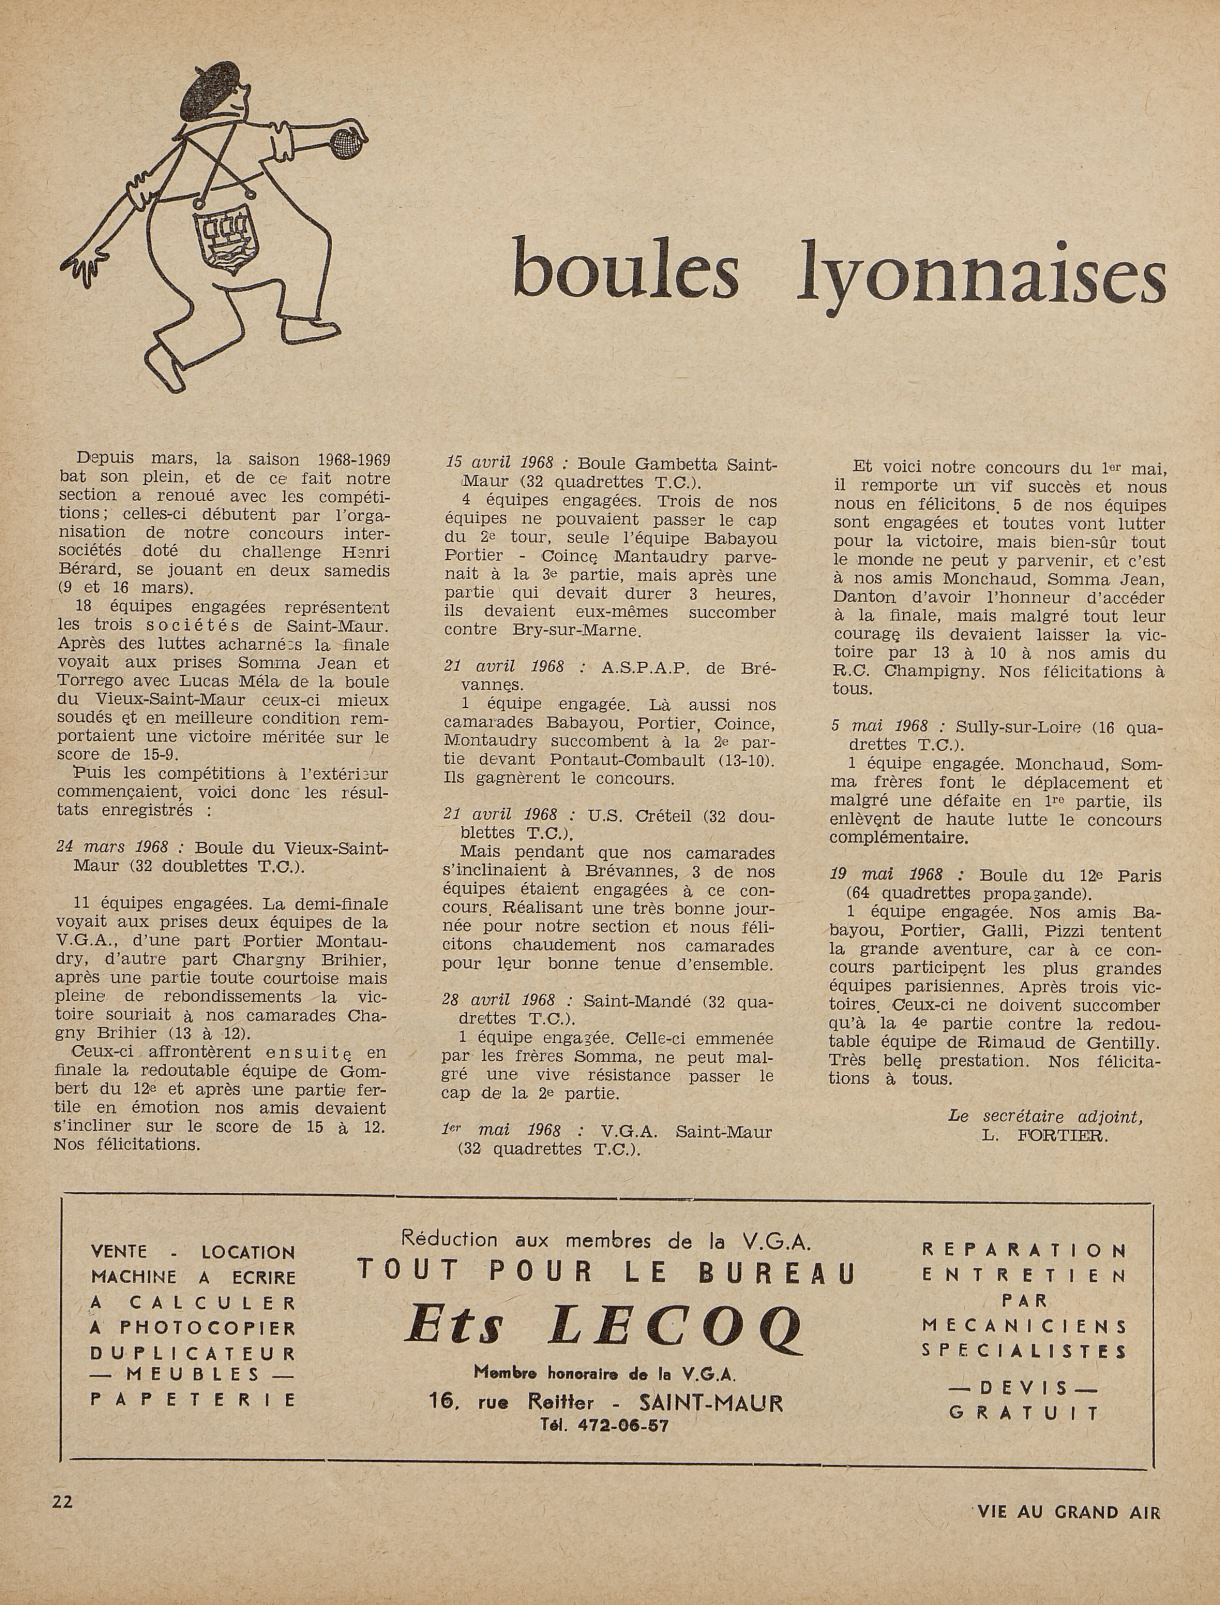 boules lyonnaises
Depuis mars, la saison 1968-1969
bat son plein, et de ce fait notre
section a renoué avec les compéti-
tions; celles-ci débutent par l'orga-
nisation de notre concours inter-
sociétés doté du challenge Henri
Bérard, se jouant en deux samedis
(9 et 16 mars).
18 équipes engagées représentent
les trois sociétés de Saint-Maur.
Après des luttes acharnées la finale
voyait aux prises Somma Jean et
Torrego avec Lucas Méla de la boule
du Vieux-Saint-Maur ceux-ci mieux
soudés et en meilleure condition rem-
portaient une victoire méritée sur le
score de 15-9.
Puis les compétitions à l'extérieur
commençaient, voici donc les résul-
tats enregistrés :
24 mars 1968 : Boule du Vieux-Saint-
Maur (32 doublettes T.C.).
11 équipes engagées. La demi-finale
voyait aux prises deux équipes de la
V.G.A., d'une part Portier Montau-
dry, d'autre part Chargny Brihier,
après une partie toute courtoise mais
pleine de rebondissements la vic-
toire souriait à nos camarades Cha-
gny Brihier (13 à 12).
Ceux-ci affrontèrent ensuite en
finale la redoutable équipe de Gom-
bert du 12e et après une partie fer-
tile en émotion nos amis devaient
s'incliner sur le score de 15 à 12.
Nos félicitations.
15 avril 1968 : Boule Gambetta Saint-
Maur (32 quadrettes T.C.).
4 équipes engagées. Trois de nos
équipes ne pouvaient passer le cap
du 2e tour, seule l'équipe Babayou
Portier - Coince Mantaudry parve-
nait à la 3e partie, mais après une
partie qui devait durer 3 heures,
ils devaient eux-mêmes succomber
contre Bry-sur-Marne.
21 avril 1968 : A.S.P.A.P. de Bré-
vannes.
1 équipe engagée. Là aussi nos
camarades Babayou, Portier, Coince,
Montaudry succombent à la 2e par-
tie devant Pontaut-Combault (13-10).
Ils gagnèrent le concours.
21 avril 1968 : U.S. Créteil (32 dou-
blettes T.C.).
Mais pendant que nos camarades
s'inclinaient à Brévannes, 3 de nos
équipes étaient engagées à ce con-
cours. Réalisant une très bonne jour-
née pour notre section et nous féli-
citons chaudement nos camarades
pour leur bonne tenue d'ensemble.
28 avril 1968 : Saint-Mandé (32 qua-
drettes T.C.).
1 équipe engagée. Celle-ci emmenée
par les frères Somma, ne peut mal-
gré une vive résistance passer le
cap de la 2e partie.
1er mai 1968 : V.G.A. Saint-Maur
(32 quadrettes T.C.).
Et voici notre concours du 1er mai,
il remporte un vif succès et nous
nous en félicitons. 5 de nos équipes
sont engagées et toutes vont lutter
pour la victoire, mais bien-sûr tout
le monde ne peut y parvenir, et c'est
à nos amis Monchaud, Somma Jean,
Danton d'avoir l'honneur d'accéder
à la finale, mais malgré tout leur
courage ils devaient laisser la vic-
toire par 13 à 10 à nos amis du
R.C. Champigny. Nos félicitations à
tous.
5 mai 1968 : Sully-sur-Loire (16 qua-
drettes T.C.).
1 équipe engagée. Monchaud, Som-
ma frères font le déplacement et
malgré une défaite en 1re partie, ils
enlèvent de haute lutte le concours
complémentaire.
19 mai 1968 : Boule du 12e Paris
(64 quadrettes propagande).
1 équipe engagée. Nos amis Ba-
bayou, Portier, Galli, Pizzi tentent
la grande aventure, car à ce con-
cours participent les plus grandes
équipes parisiennes. Après trois vic-
toires. Ceux-ci ne doivent succomber
qu'à la 4e partie contre la redou-
table équipe de Rimaud de Gentilly.
Très belle prestation. Nos félicita-
tions à tous.
Le secrétaire adjoint,
L. FORTIER.
VENTE - LOCATION
MACHINE A ECRIRE
A CALCULER
A PHOTOCOPIER
DUPLICATEUR
— MEUBLES —
PAPETERIE
Réduction aux membres de la V.G.A.
TOUT POUR LE BUREAU
Ets LECOQ
Membre honoraire de la V.G.A.
16, rue Reitter - SAINT-MAUR
Tél. 472-06-57
REPARATION
ENTRETIEN
PAR
MECANICIENS
SPECIALISTES
— DEVIS —
GRATUIT
22
VIE AU GRAND AIR